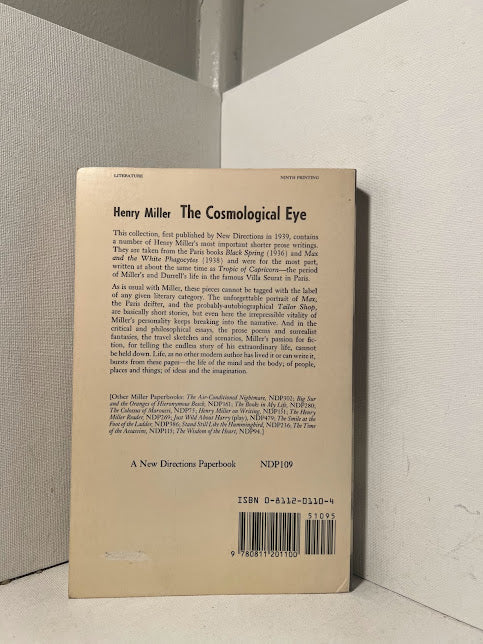 LITERATURE NINTH PRINTING
Henry Miller The Cosmological Eye
This collection, first published by New Directions in 1939, contains
a number of Henry Miller's most important shorter prose writings.
They are taken from the Paris books Black Spring (1936) and Max
and the White Phagocytes (1938) and were for the most part,
written at about the same time as Tropic of Capricorn—the period
of Miller's and Durrell's life in the famous Villa Seurat in Paris.
As is usual with Miller, these pieces cannot be tagged with the label
of any given literary category. The unforgettable portrait of Max,
the Paris drifter, and the probably-autobiographical Tailor Shop,
are basically short stories, but even here the irrepressible vitality of
Miller's personality keeps breaking into the narrative. And in the
critical and philosophical essays, the prose poems and surrealist
fantasies, the travel sketches and scenarios, Miller's passion for fic-
tion, for telling the endless story of his extraordinary life, cannot
be held down. Life, as no other modern author has lived it or can write it,
bursts from these pages—the life of the mind and the body; of people,
places and things; of ideas and the imagination.
[Other Miller Paperbooks: The Air-Conditioned Nightmare, NDP302; Big Sur
and the Oranges of Hieronymous Bosch, NDP161; The Books in My Life, NDP280;
The Colossus of Maroussi, NDP75; Henry Miller on Writing, NDP151; The Henry
Miller Reader, NDP269; Just Wild About Harry (play), NDP479; The Smile at the
Foot of the Ladder, NDP386; Stand Still Like the Hummingbird, NDP236; The Time
of the Assassins, NDP115; The Wisdom of the Heart, NDP94.]
A New Directions Paperbook NDP109
ISBN 0-8112-0110-4
51095
9 780811 201100